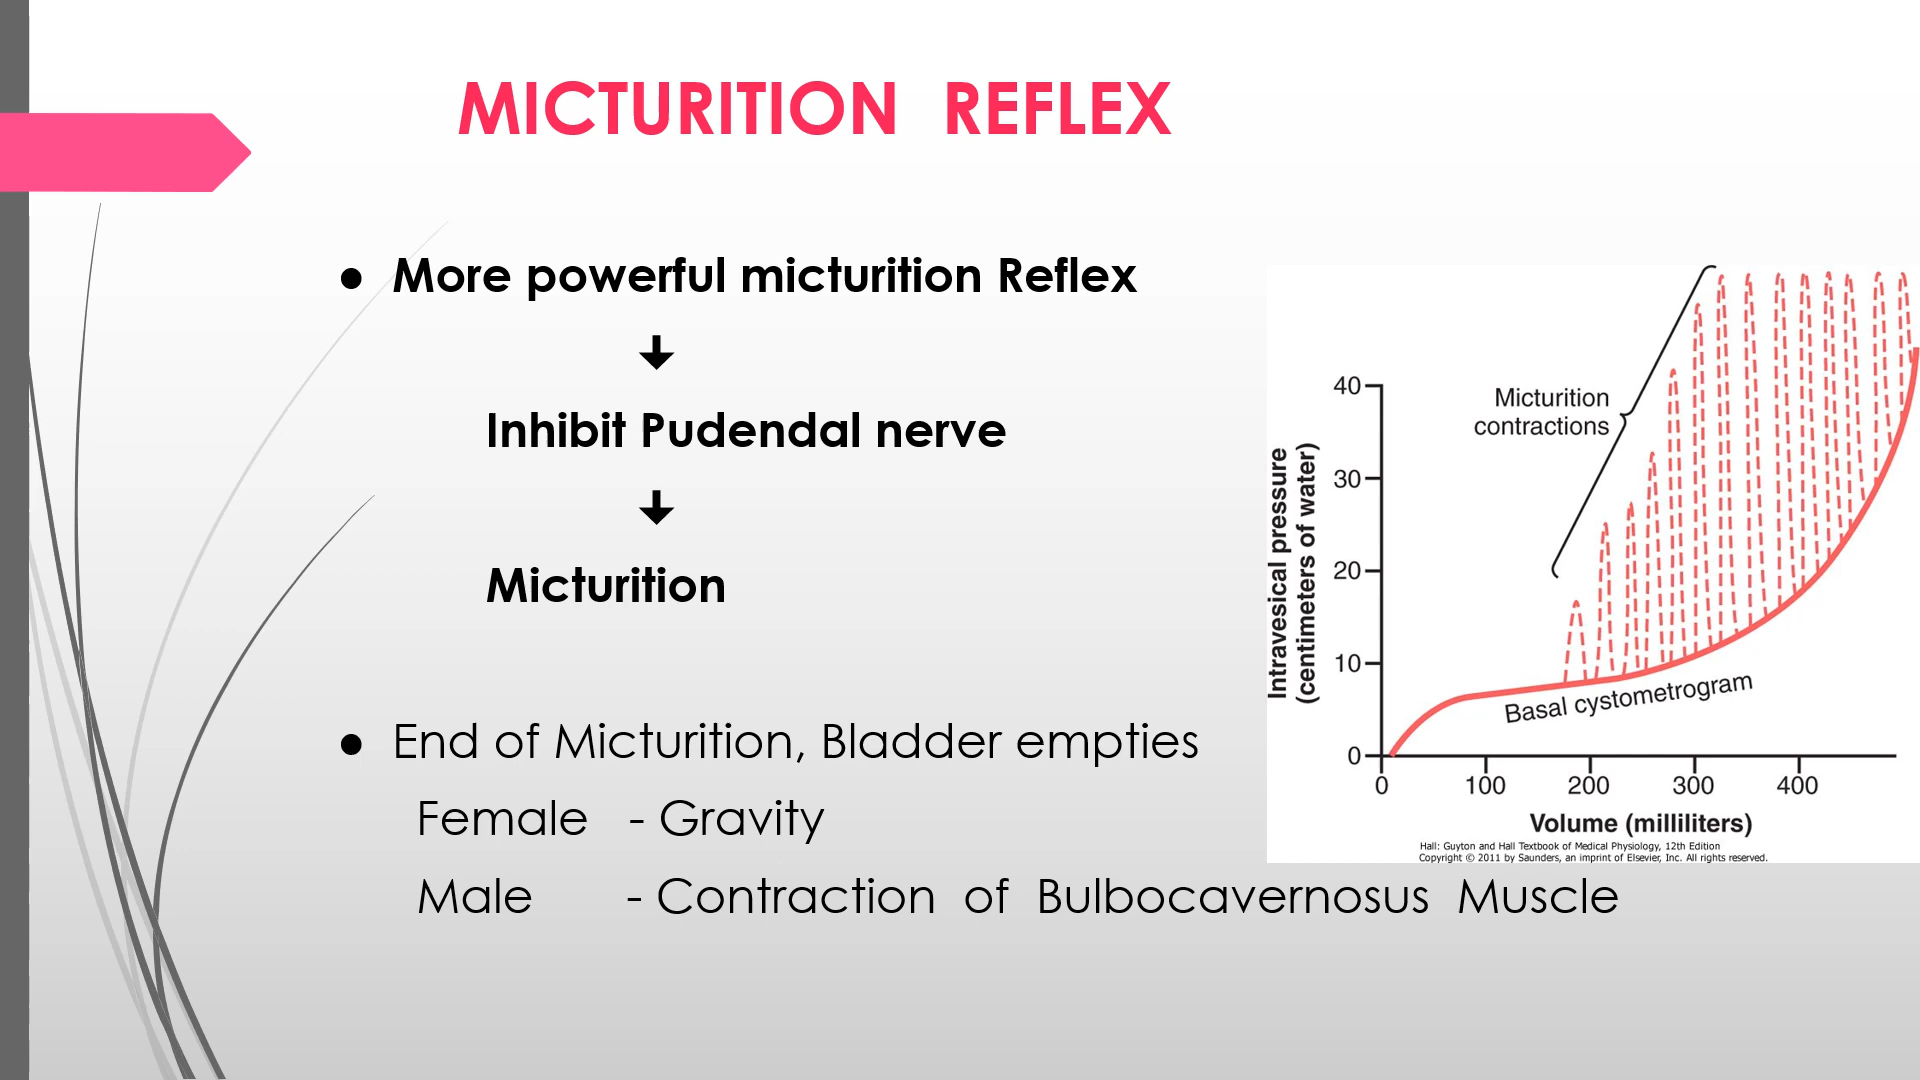 MICTURITION REFLEX
● More powerful micturition Reflex
🡇
Inhibit Pudendal nerve
🡇
Micturition
● End of Micturition, Bladder empties
Female - Gravity
Male - Contraction of Bulbocavernosus Muscle
Intravesical pressure
(centimeters of water)
40
30
20
10
0
Micturition
contractions
Basal cystometrogram
0 100 200 300 400
Volume (milliliters)
Hall: Guyton and Hall Textbook of Medical Physiology, 12th Edition
Copyright © 2011 by Saunders, an imprint of Elsevier, Inc. All rights reserved.